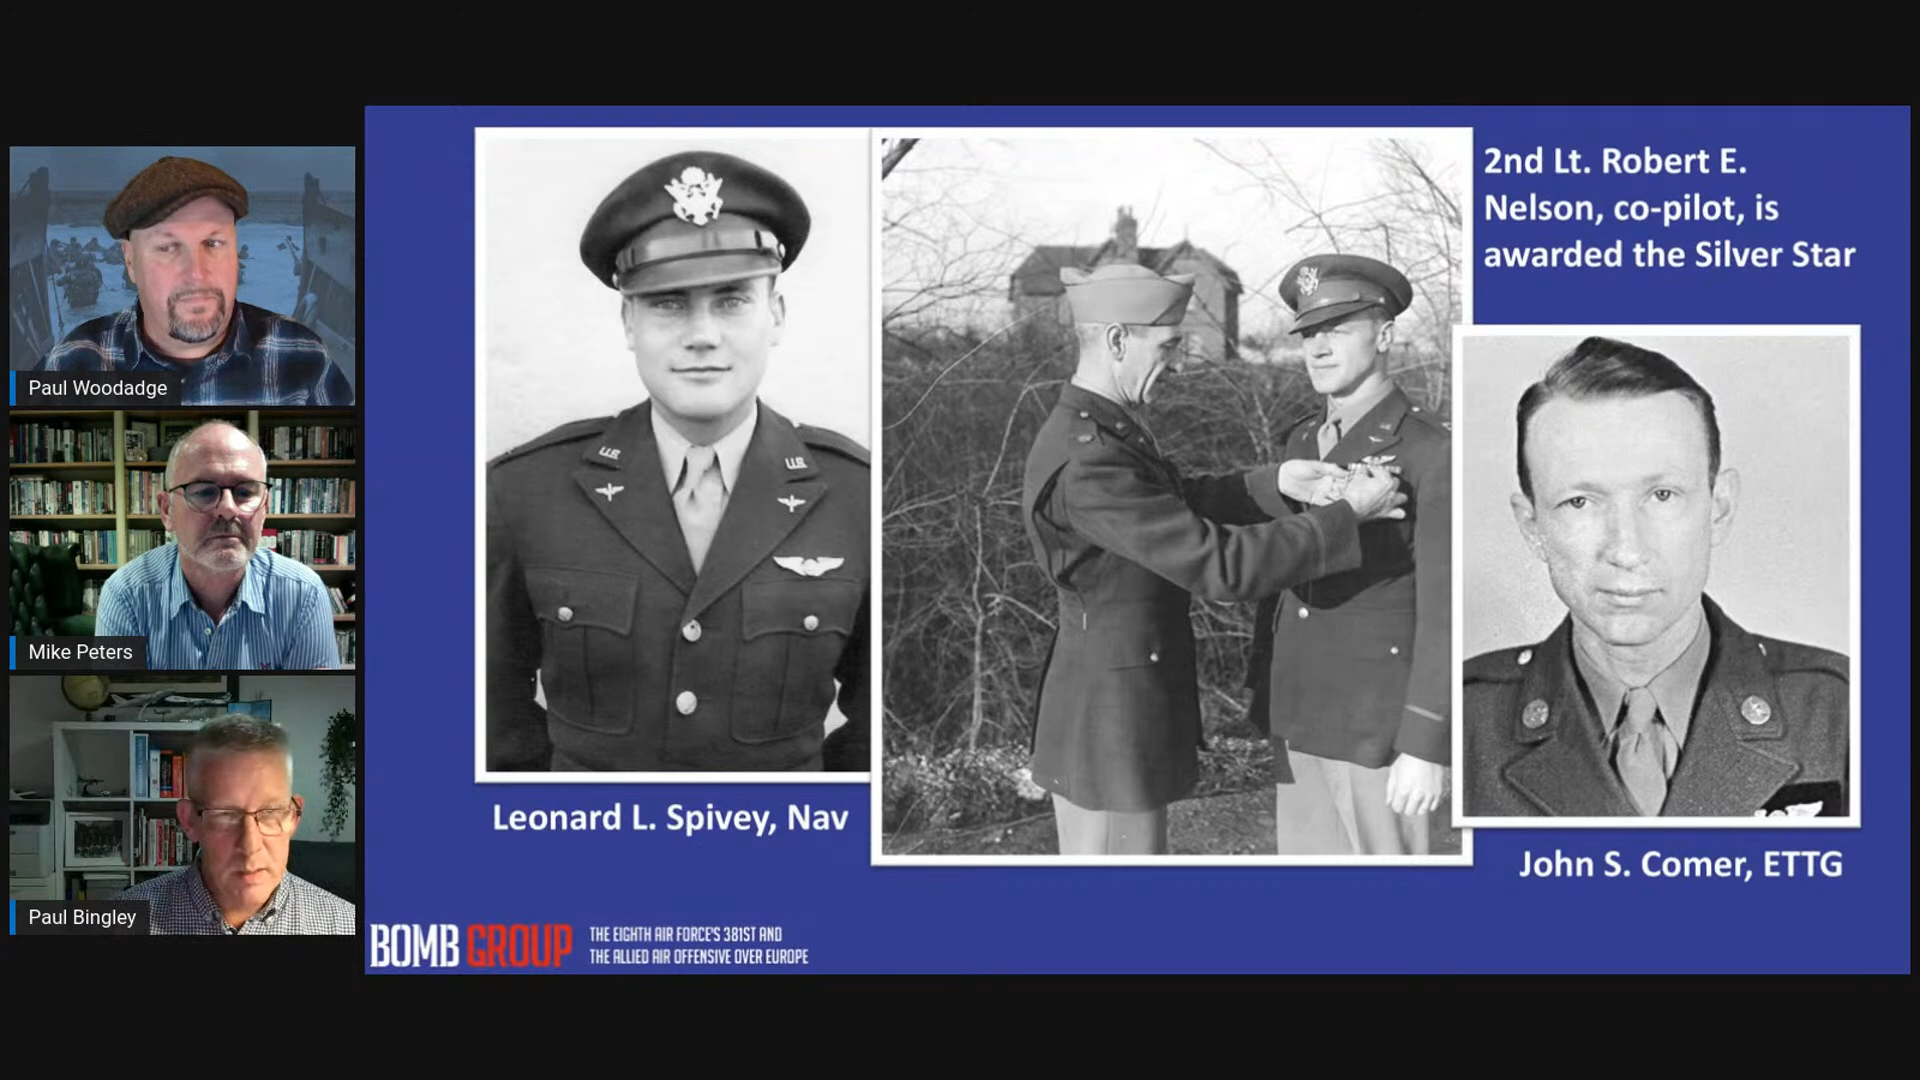 Paul Woodadge
Mike Peters
Paul Bingley
2nd Lt. Robert E.
Nelson, co-pilot, is
awarded the Silver Star
U.S.
U.S.
Leonard L. Spivey, Nav
John S. Comer, ETTG
BOMB GROUP
THE EIGHTH AIR FORCE'S 381ST AND
THE ALLIED AIR OFFENSIVE OVER EUROPE